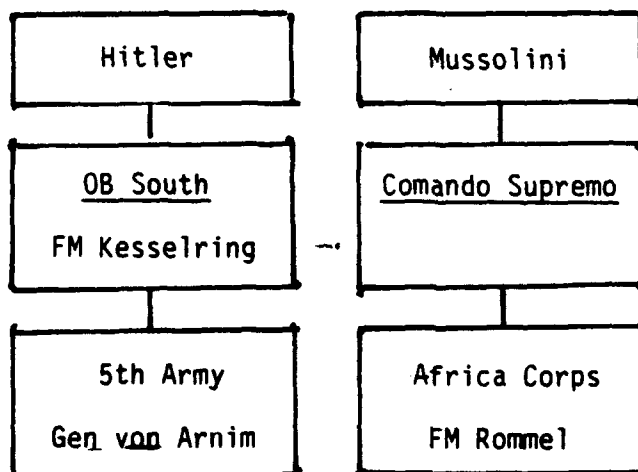 Hitler
Mussolini
OB South
FM Kesselring
Comando Supremo
5th Army
Gen von Arnim
Africa Corps
FM Rommel